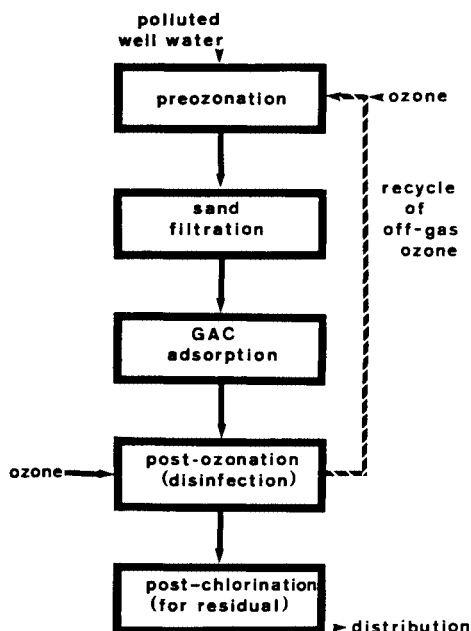 polluted
well water
preozonation
ozone
recycle
of
off-gas
ozone
sand
filtration
GAC
adsorption
ozone
post-ozonation
(disinfection)
post-chlorination
(for residual)
distribution